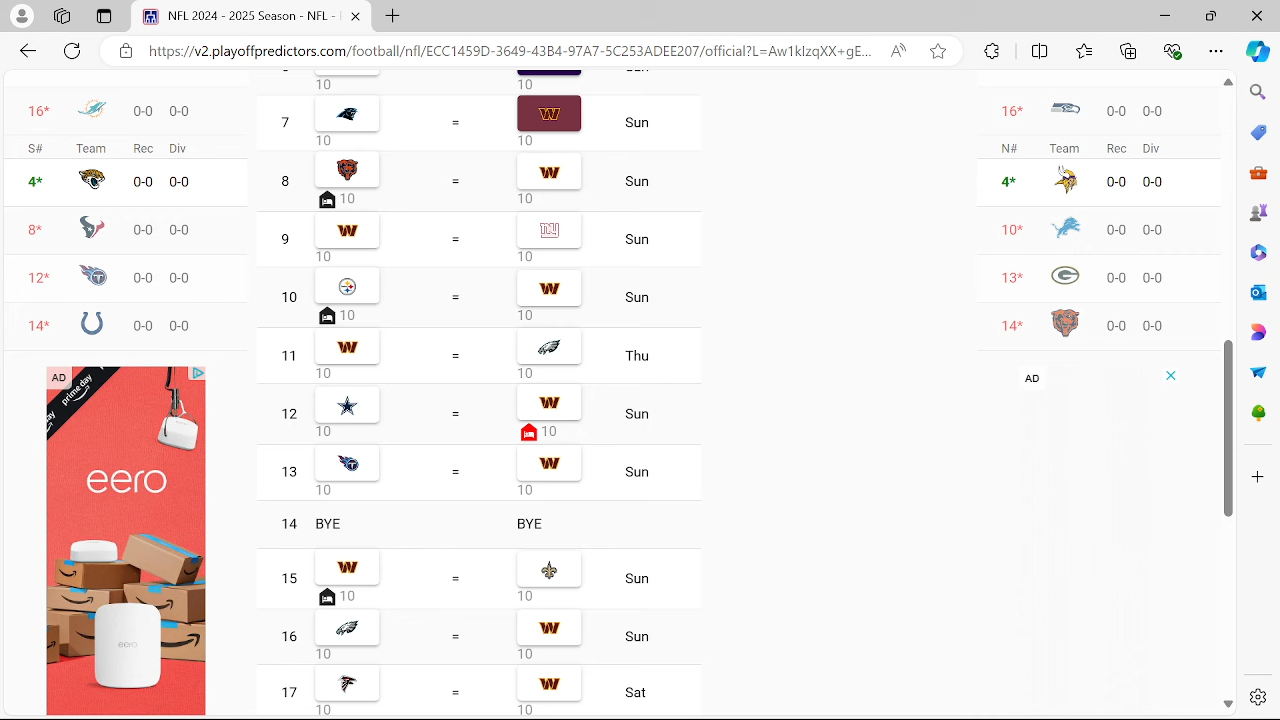 NFL 2024 - 2025 Season - NFL -
https://v2.playoffpredictors.com/football/nfl/ECC1459D-3649-43B4-97A7-5C253ADEE207/official?L=Aw1klzqXX+gE...
16* 0-0 0-0
S# Team Rec Div
4* 0-0 0-0
8* 0-0 0-0
12* 0-0 0-0
14* 0-0 0-0
AD
prime day
eero
eero
10 10
7 = W Sun
10 10
8 = W Sun
10 10
9 W = NY Sun
10 10
10 = W Sun
10 10
11 W = Thu
10 10
12 = W Sun
10 10
13 = W Sun
10 10
14 BYE BYE
15 W = Sun
10 10
16 = W Sun
10 10
17 = W Sat
10 10
16* 0-0 0-0
N# Team Rec Div
4* 0-0 0-0
10* 0-0 0-0
13* G 0-0 0-0
14* 0-0 0-0
AD